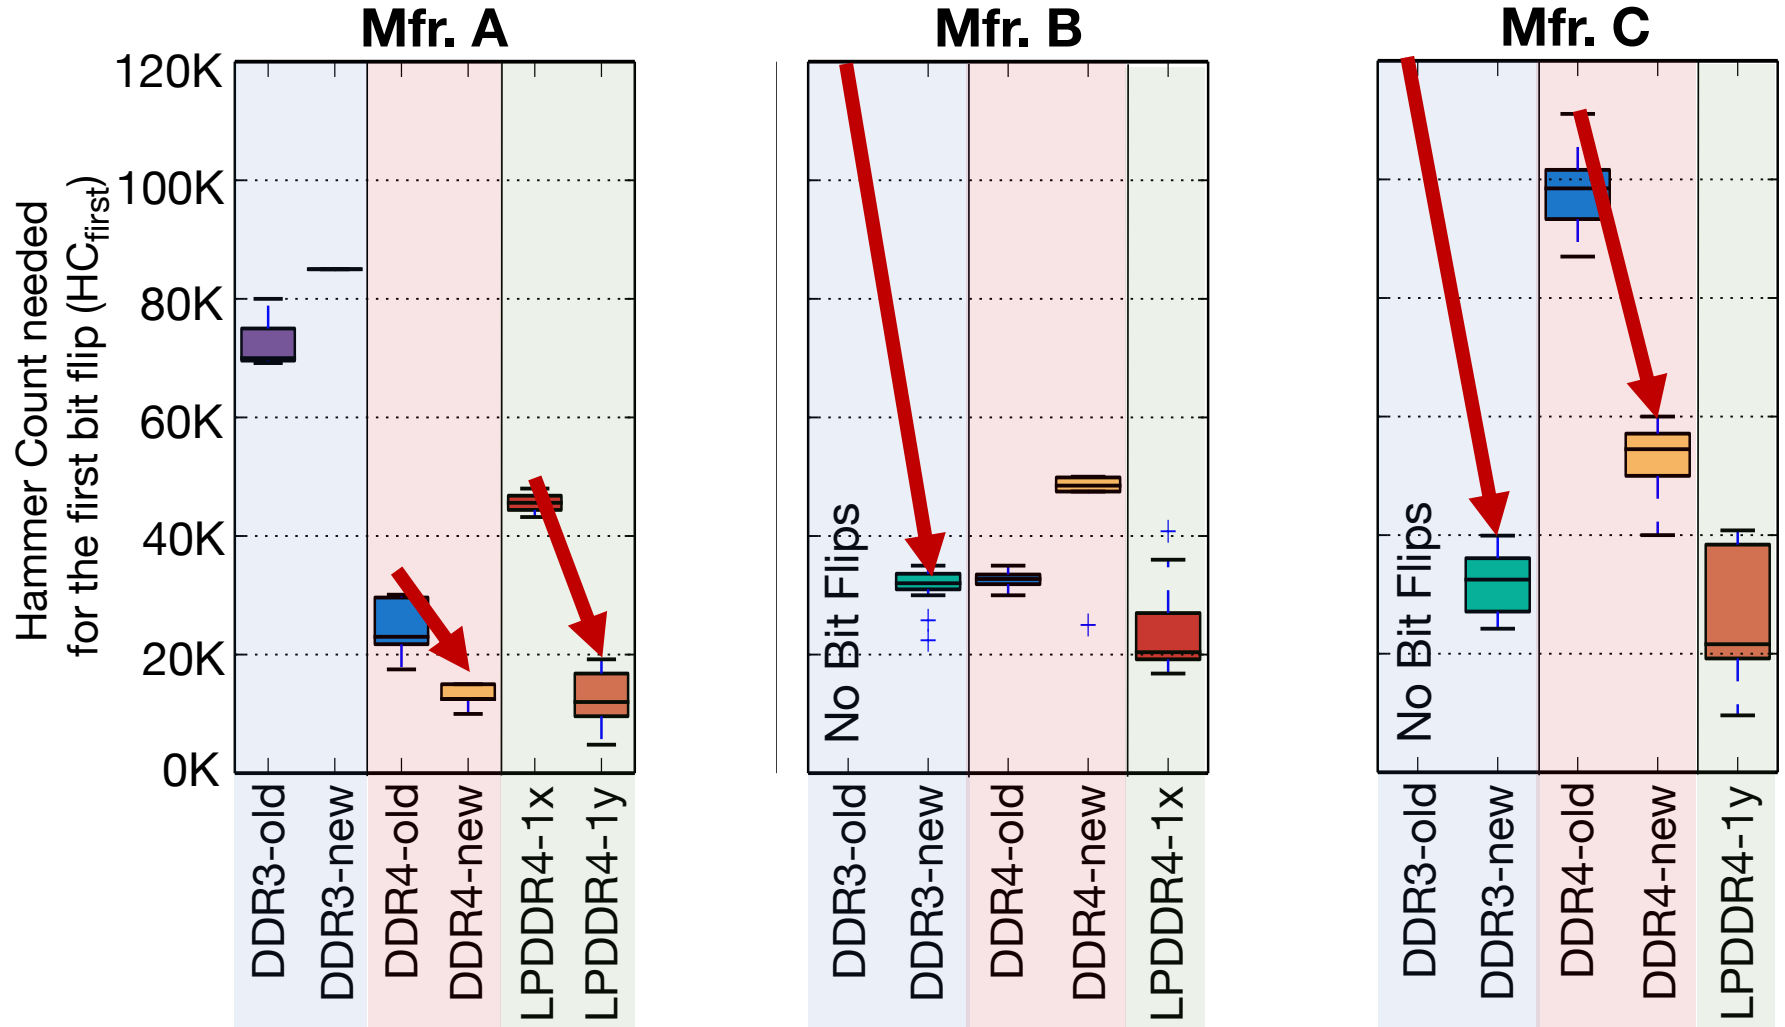 Mfr. A
Mfr. B
Mfr. C
Hammer Count needed
for the first bit flip (HCfirst)
120K
100K
80K
60K
40K
20K
0K
No Bit Flips
No Bit Flips
DDR3-old
DDR3-new
DDR4-old
DDR4-new
LPDDR4-1x
LPDDR4-1y
DDR3-old
DDR3-new
DDR4-old
DDR4-new
LPDDR4-1x
DDR3-old
DDR3-new
DDR4-old
DDR4-new
LPDDR4-1y